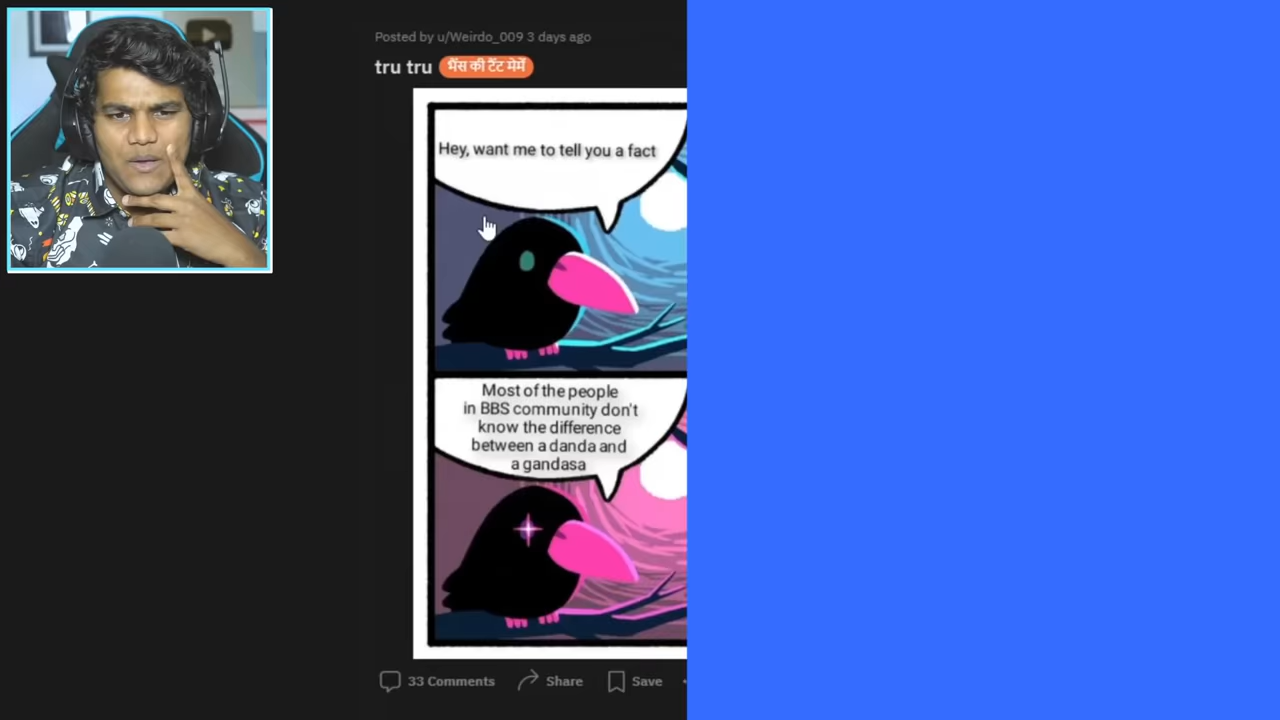 Posted by u/Weirdo_009 3 days ago
tru tru भैंस की टॅट मेमें
Hey, want me to tell you a fact
Most of the people
in BBS community don't
know the difference
between a danda and
a gandasa
33 Comments Share Save